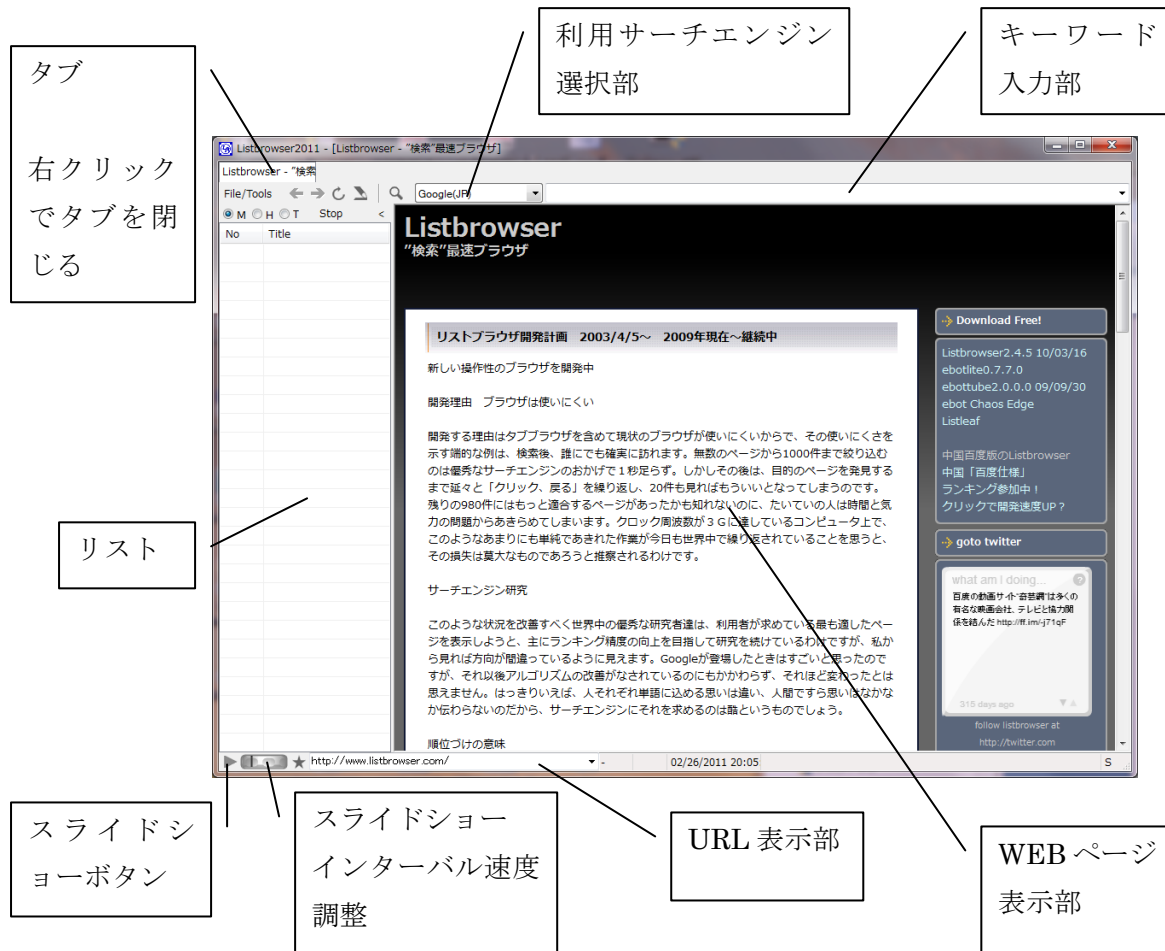 利用サーチエンジン
選択部
キーワード
入力部
タブ
右クリック
でタブを閉
じる
Listbrowser2011 - [Listbrowser - "検索"最速ブラウザ]
Listbrowser - "検索
File/Tools
Google(JP)
M H T Stop <
No Title
Listbrowser
"検索"最速ブラウザ
リストブラウザ開発計画 2003/4/5～ 2009年現在～継続中
新しい操作性のブラウザを開発中
開発理由 ブラウザは使いにくい
開発する理由はタブブラウザを含めて現状のブラウザが使いにくいからで、その使いにくさを
示す端的な例は、検索後、誰にでも確実に訪れます。無数のページから1000件まで絞り込む
のは優秀なサーチエンジンのおかげで１秒足らず。しかしその後は、目的のページを発見する
まで延々と「クリック、戻る」を繰り返し、20件も見ればもういいとなってしまうのです。
残りの980件にはもっと適合するページがあったかも知れないのに、たいていの人は時間と気
力の問題からあきらめてしまいます。クロック周波数が３Gに達しているコンピュータ上で、
このようなあまりにも単純であきれた作業が今日も世界中で繰り返されていることを思うと、
その損失は莫大なものであろうと推察されるわけです。
サーチエンジン研究
このような状況を改善すべく世界中の優秀な研究者達は、利用者が求めている最も適したペー
ジを表示しようと、主にランキング精度の向上を目指して研究を続けているわけですが、私か
ら見れば方向が間違っているように見えます。Googleが登場したときはすごいと思ったので
すが、それ以後アルゴリズムの改善がなされているのにもかかわらず、それほど変わったとは
思えません。はっきりいえば、人それぞれ単語に込める思いは違い、人間ですら思いはなかな
か伝わらないのだから、サーチエンジンにそれを求めるのは酷というものでしょう。
順位づけの意味
Download Free!
Listbrowser2.4.5 10/03/16
ebotlite0.7.7.0
ebottube2.0.0.0 09/09/30
ebot Chaos Edge
Listleaf
中国百度版のListbrowser
中国「百度仕様」
ランキング参加中！
クリックで開発速度UP？
goto twitter
what am I doing...
百度の動画サイト“奇芸網”は多くの
有名な映画会社、テレビと協力関
係を結んだ http://ff.im/-j71qF
315 days ago
follow listbrowser at
http://twitter.com
リスト
http://www.listbrowser.com/ - 02/26/2011 20:05 S
スライドシ
ョーボタン
スライドショー
インターバル速度
調整
URL 表示部
WEB ページ
表示部